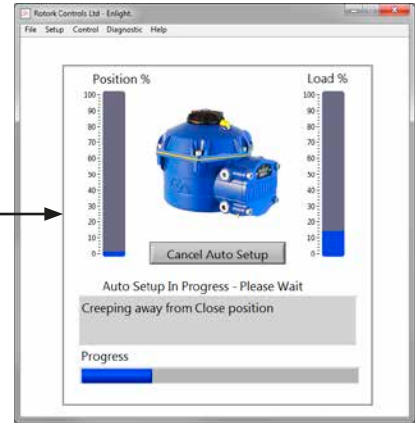 Rotork Controls Ltd - Enlight.
File Setup Control Diagnostic Help
Position % Load %
100 100
90 90
80 80
70 70
60 60
50 50
40 40
30 30
20 20
10 10
0 0
Cancel Auto Setup
Auto Setup In Progress - Please Wait
Creeping away from Close position
Progress